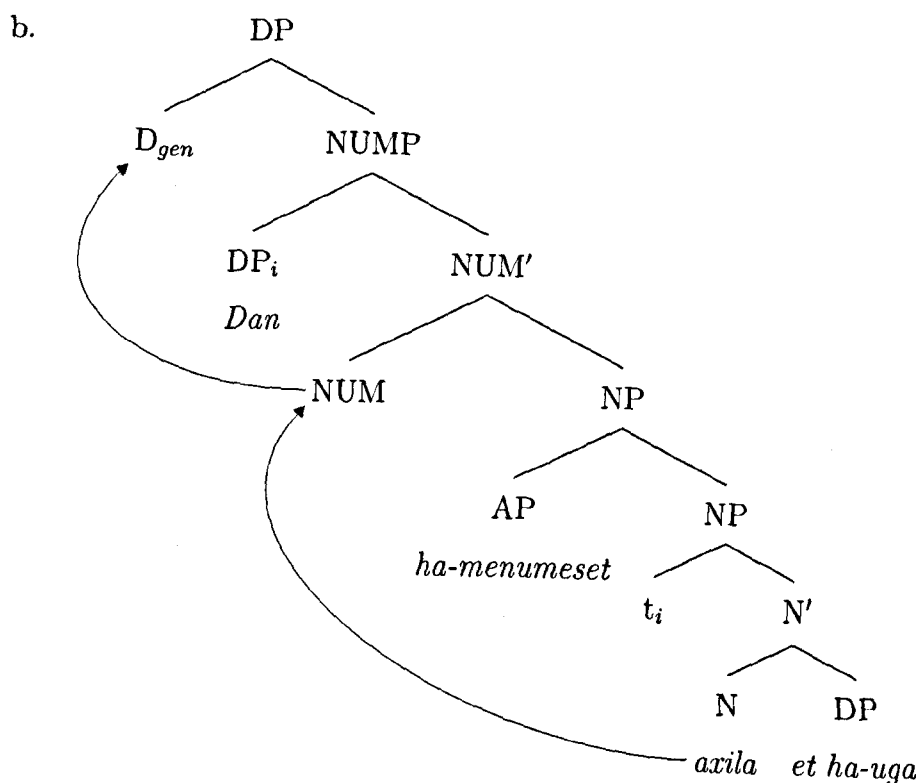 b.
DP
D_gen NUMP
DP_i NUM′
Dan
NUM NP
AP NP
ha-menumeset
t_i N′
N DP
axila et ha-uga